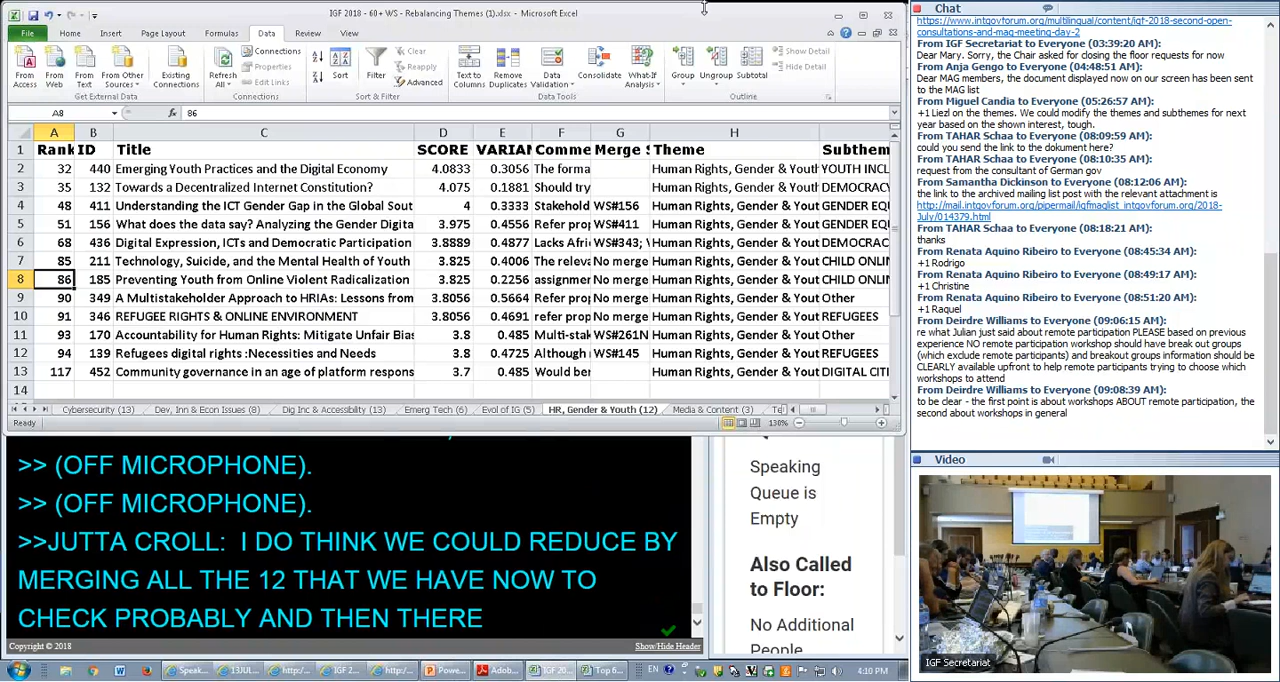 IGF 2018 - 60+ WS - Rebalancing Themes (1).xlsx - Microsoft Excel
File Home Insert Page Layout Formulas Data Review View
From Access From Web From Text From Other Sources Existing Connections Refresh All Connections Properties Edit Links Sort Filter Clear Reapply Advanced Text to Columns Remove Duplicates Data Validation Consolidate What-If Analysis Group Ungroup Subtotal Show Detail Hide Detail
Get External Data Connections Sort & Filter Data Tools Outline
A8 fx 86
A B C D E F G H
1 Rank ID Title SCORE VARIAN Comme Merge S Theme Subthem
2 32 440 Emerging Youth Practices and the Digital Economy 4.0833 0.3056 The forma Human Rights, Gender & Youth YOUTH INCL
3 35 132 Towards a Decentralized Internet Constitution? 4.075 0.1881 Should try Human Rights, Gender & Yout DEMOCRACY
4 48 411 Understanding the ICT Gender Gap in the Global Sout 4 0.3333 Stakehold WS#156 Human Rights, Gender & Yout GENDER EQ
5 51 156 What does the data say? Analyzing the Gender Digita 3.975 0.4556 Refer prop WS#411 Human Rights, Gender & Yout GENDER EQU
6 68 436 Digital Expression, ICTs and Democratic Participation 3.8889 0.4877 Lacks Afri WS#343; W Human Rights, Gender & Yout DEMOCRACY
7 85 211 Technology, Suicide, and the Mental Health of Youth 3.825 0.4006 The releva No merge Human Rights, Gender & Yout CHILD ONLIN
8 86 185 Preventing Youth from Online Violent Radicalization 3.825 0.2256 assignmen No merge Human Rights, Gender & Yout CHILD ONLIN
9 90 349 A Multistakeholder Approach to HRIAs: Lessons from 3.8056 0.5664 Refer prop No merge Human Rights, Gender & Yout Other
10 91 346 REFUGEE RIGHTS & ONLINE ENVIRONMENT 3.8056 0.4691 refer prop No merge Human Rights, Gender & Yout REFUGEES
11 93 170 Accountability for Human Rights: Mitigate Unfair Bias 3.8 0.485 Multi-stak WS#261N Human Rights, Gender & Yout Other
12 94 139 Refugees digital rights :Necessities and Needs 3.8 0.4725 Although WS#145 Human Rights, Gender & Yout REFUGEES
13 117 452 Community governance in an age of platform respons 3.7 0.485 Would ber Human Rights, Gender & Yout DIGITAL CITI
14
Cybersecurity (13) Dev, Inn & Econ Issues (8) Dig Inc & Accessibility (13) Emerg Tech (6) Evol of IG (5) HR, Gender & Youth (12) Media & Content (3)
Ready 130%
>> (OFF MICROPHONE).
>> (OFF MICROPHONE).
>>JUTTA CROLL: I DO THINK WE COULD REDUCE BY
MERGING ALL THE 12 THAT WE HAVE NOW TO
CHECK PROBABLY AND THEN THERE
Copyright © 2018 Show/Hide Header
Speaking
Queue is
Empty
Also Called
to Floor:
No Additional
People
Chat
https://www.intgovforum.org/multilingual/content/igf-2018-second-open-
consultations-and-mag-meeting-day-2
From IGF Secretariat to Everyone (03:39:20 AM):
Dear Mary. Sorry, the Chair asked for closing the floor requests for now
From Anja Gengo to Everyone (04:48:51 AM):
Dear MAG members, the document displayed now on our screen has been sent
to the MAG list
From Miguel Candia to Everyone (05:26:57 AM):
+1 Liezl on the themes. We could modify the themes and subthemes for next
year based on the shown interest, tough.
From TAHAR Schaa to Everyone (08:09:59 AM):
could you send the link to the dokument here?
From TAHAR Schaa to Everyone (08:10:35 AM):
request from the consultant of German gov
From Samantha Dickinson to Everyone (08:12:06 AM):
the link to the archived mailing list post with the relevant attachment is
http://mail.intgovforum.org/pipermail/igfmaglist_intgovforum.org/2018-
July/014379.html
From TAHAR Schaa to Everyone (08:18:21 AM):
thanks
From Renata Aquino Ribeiro to Everyone (08:45:34 AM):
+1 Rodrigo
From Renata Aquino Ribeiro to Everyone (08:49:17 AM):
+1 Christine
From Renata Aquino Ribeiro to Everyone (08:51:20 AM):
+1 Raquel
From Deirdre Williams to Everyone (09:06:15 AM):
re what Julian just said about remote participation PLEASE based on previous
experience NO remote participation workshop should have break out groups
(which exclude remote participants) and breakout groups information should be
CLEARLY available upfront to help remote participants trying to choose which
workshops to attend
From Deirdre Williams to Everyone (09:08:39 AM):
to be clear - the first point is about workshops ABOUT remote participation, the
second about workshops in general
Video
IGF Secretariat
Speak... 13JUL... http:/... IGF 2... http:/... Powe... Adob... IGF 20... Top 6... EN 4:10 PM